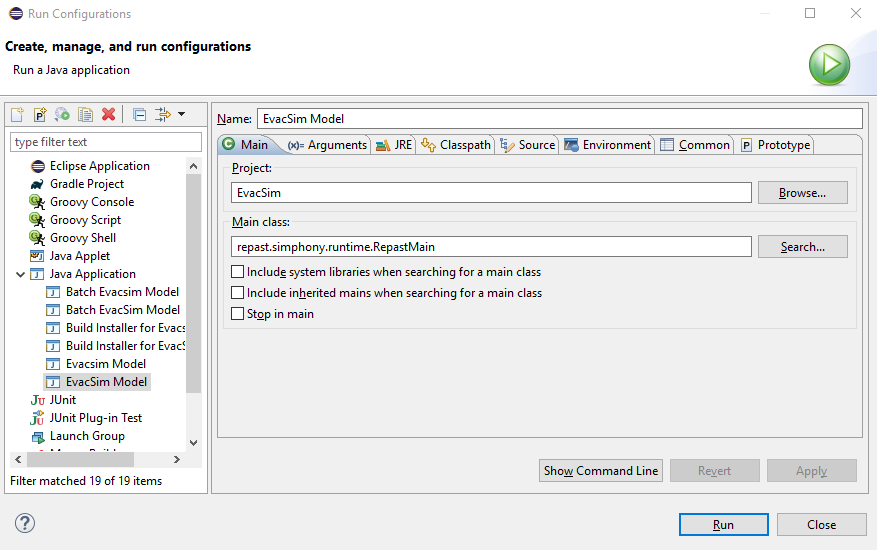 Run Configurations
Create, manage, and run configurations
Run a Java application
type filter text
Eclipse Application
Gradle Project
Groovy Console
Groovy Script
Groovy Shell
Java Applet
Java Application
Batch Evacsim Model
Batch EvacSim Model
Build Installer for Evacs
Build Installer for EvacS
Evacsim Model
EvacSim Model
JUnit
JUnit Plug-in Test
Launch Group
Filter matched 19 of 19 items
Name: EvacSim Model
Main (x)= Arguments JRE Classpath Source Environment Common Prototype
Project:
EvacSim Browse...
Main class:
repast.simphony.runtime.RepastMain Search...
Include system libraries when searching for a main class
Include inherited mains when searching for a main class
Stop in main
Show Command Line Revert Apply
Run Close